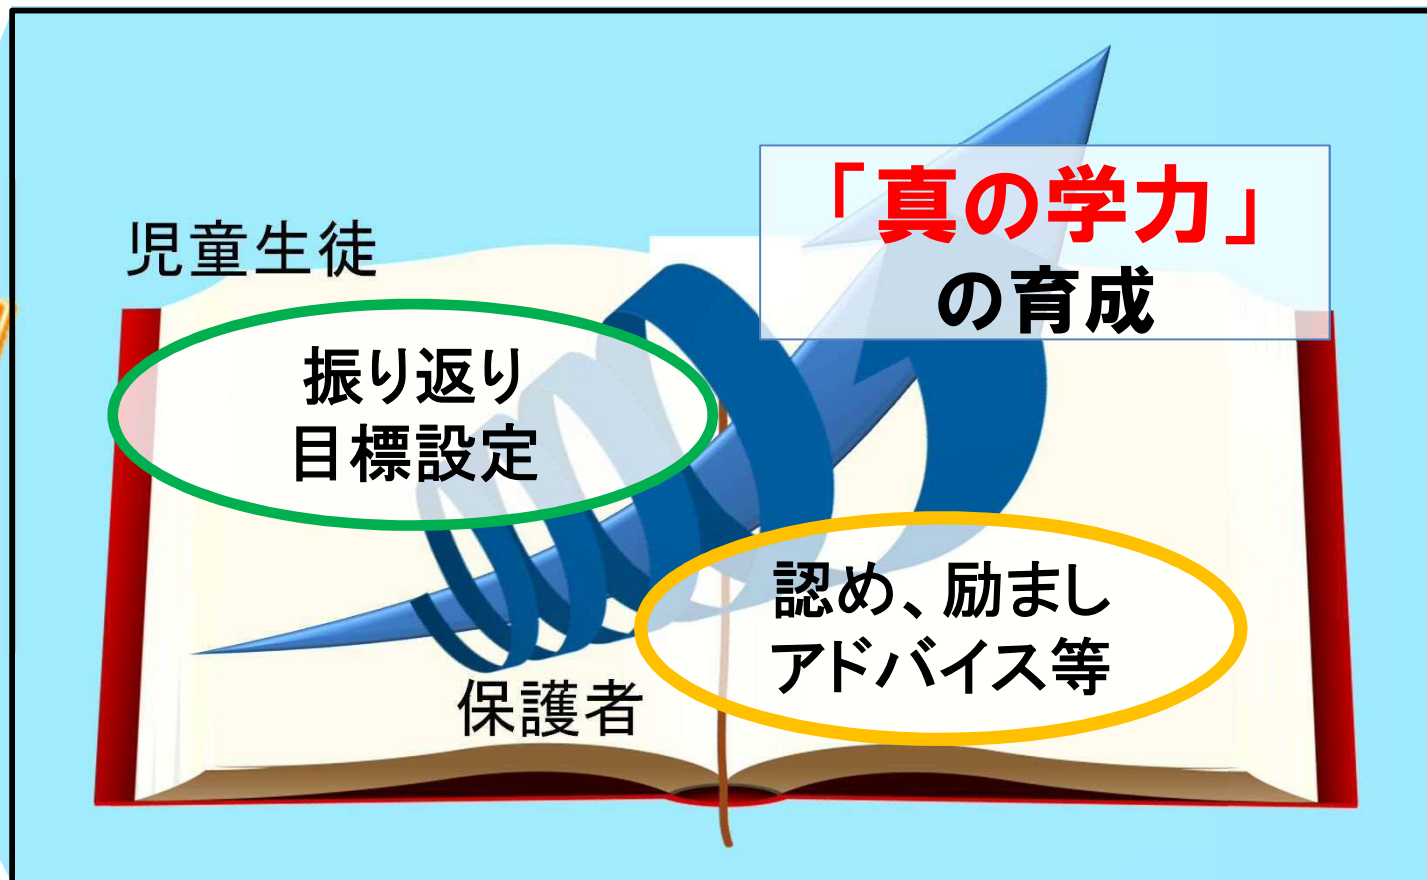 「真の学力」
の育成
児童生徒
振り返り
目標設定
認め、励まし
アドバイス等
保護者